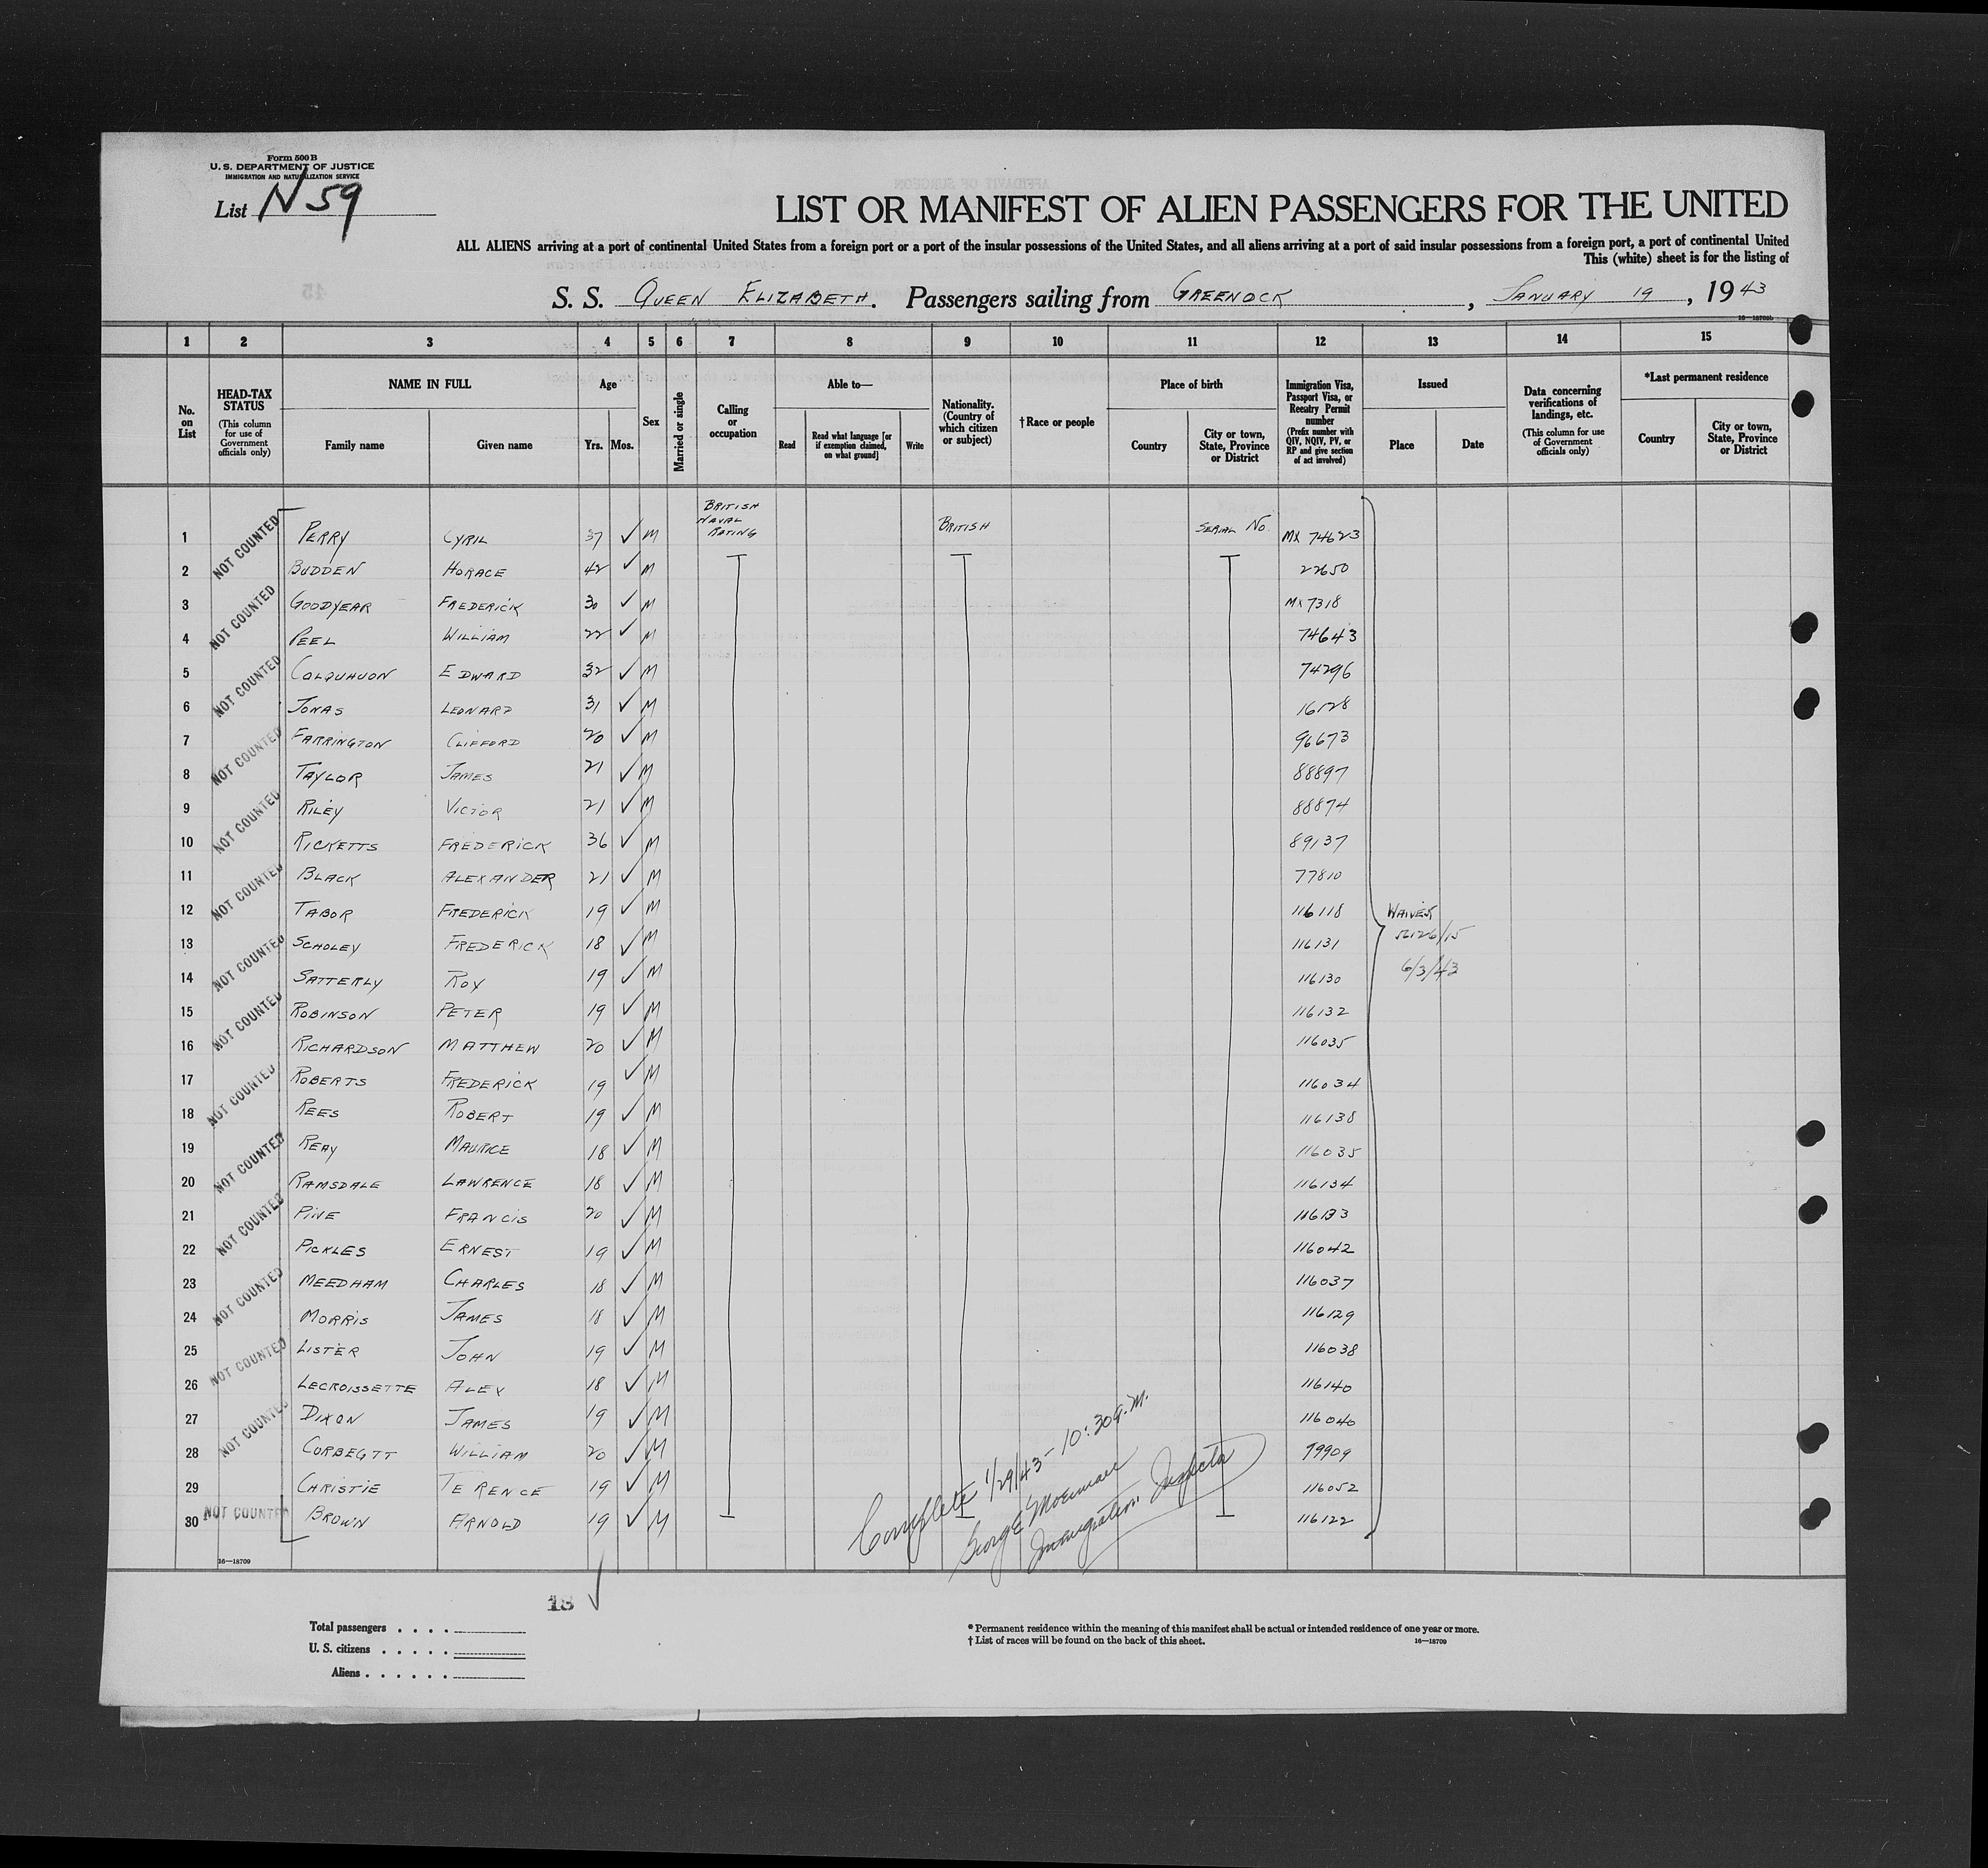 Form 500 B
U. S. DEPARTMENT OF JUSTICE
IMMIGRATION AND NATURALIZATION SERVICE
List N 59
LIST OR MANIFEST OF ALIEN PASSENGERS FOR THE UNITED
ALL ALIENS arriving at a port of continental United States from a foreign port or a port of the insular possessions of the United States, and all aliens arriving at a port of said insular possessions from a foreign port, a port of continental United
This (white) sheet is for the listing of
S. S. QUEEN ELIZABETH. Passengers sailing from GREENOCK, JANUARY 19, 1943
16—18709b
1 2 3 4 5 6 7 8 9 10 11 12 13 14 15
No. on List
HEAD-TAX STATUS (This column for use of Government officials only)
NAME IN FULL Family name Given name
Age Yrs. Mos.
Sex
Married or single
Calling or occupation
Able to— Read Read what language [or if exemption claimed, on what ground] Write
Nationality. (Country of which citizen or subject)
† Race or people
Place of birth Country City or town, State, Province or District
Immigration Visa, Passport Visa, or Reentry Permit number (Prefix number with QIV, NQIV, PV, or RP and give section of act involved)
Issued Place Date
Data concerning verifications of landings, etc. (This column for use of Government officials only)
*Last permanent residence Country City or town, State, Province or District
1 NOT COUNTED PERRY CYRIL 37 ✓ M BRITISH NAVAL RATING BRITISH SERIAL No. MX 74623
2 BUDDEN HORACE 42 ✓ M 22650
3 NOT COUNTED GOODYEAR FREDERICK 30 ✓ M MX 7318
4 PEEL WILLIAM 22 ✓ M 74643
5 NOT COUNTED COLQUHUON EDWARD 32 ✓ M 74296
6 JONAS LEONARD 31 ✓ M 16128
7 NOT COUNTED FARRINGTON CLIFFORD 20 ✓ M 96673
8 TAYLOR JAMES 21 ✓ M 88897
9 NOT COUNTED RILEY VICTOR 21 ✓ M 88874
10 RICKETTS FREDERICK 36 ✓ M 89137
11 NOT COUNTED BLACK ALEXANDER 21 ✓ M 77810
12 TABOR FREDERICK 19 ✓ M 116118 WAIVER
13 NOT COUNTED SCHOLEY FREDERICK 18 ✓ M 116131
14 SATTERLY ROY 19 ✓ M 116130 6/3/43
15 NOT COUNTED ROBINSON PETER 19 ✓ M 116132
16 RICHARDSON MATTHEW 20 ✓ M 116035
17 NOT COUNTED ROBERTS FREDERICK 19 ✓ M 116034
18 REES ROBERT 19 ✓ M 116138
19 NOT COUNTED REAY MAURICE 18 ✓ M 116035
20 RAMSDALE LAWRENCE 18 ✓ M 116134
21 NOT COUNTED PINE FRANCIS 20 ✓ M 116133
22 PICKLES ERNEST 19 ✓ M 116042
23 NOT COUNTED MEEDHAM CHARLES 18 ✓ M 116037
24 MORRIS JAMES 18 ✓ M 116129
25 NOT COUNTED LISTER JOHN 19 ✓ M 116038
26 LECROISSETTE ALEX 18 ✓ M 116140
27 NOT COUNTED DIXON JAMES 19 ✓ M 116040
28 CORBEGTT WILLIAM 20 ✓ M 99909
29 CHRISTIE TERENCE 19 ✓ M 116052
30 NOT COUNTED BROWN ARNOLD 19 ✓ M 116122
Complete 1/29/43 - 10:30 a.m.
Immigration Inspector
16—18709
18 ✓
Total passengers . . . .
U. S. citizens . . . . .
Aliens . . . . . .
* Permanent residence within the meaning of this manifest shall be actual or intended residence of one year or more.
† List of races will be found on the back of this sheet. 16—18709